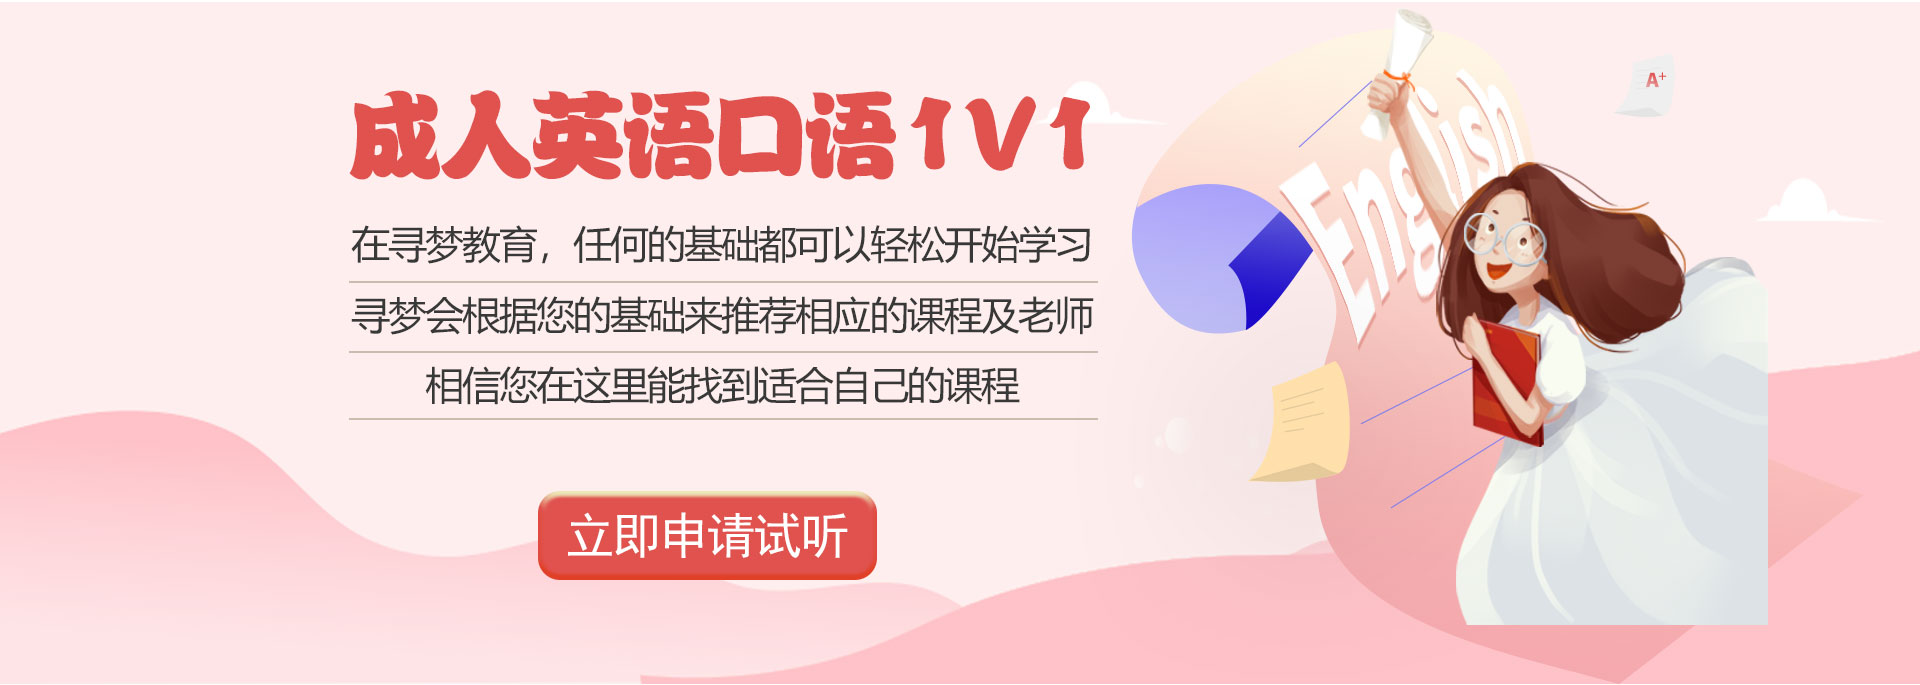 成人英语口语1V1
在寻梦教育，任何的基础都可以轻松开始学习
寻梦会根据您的基础来推荐相应的课程及老师
相信您在这里能找到适合自己的课程
立即申请试听
English
A+